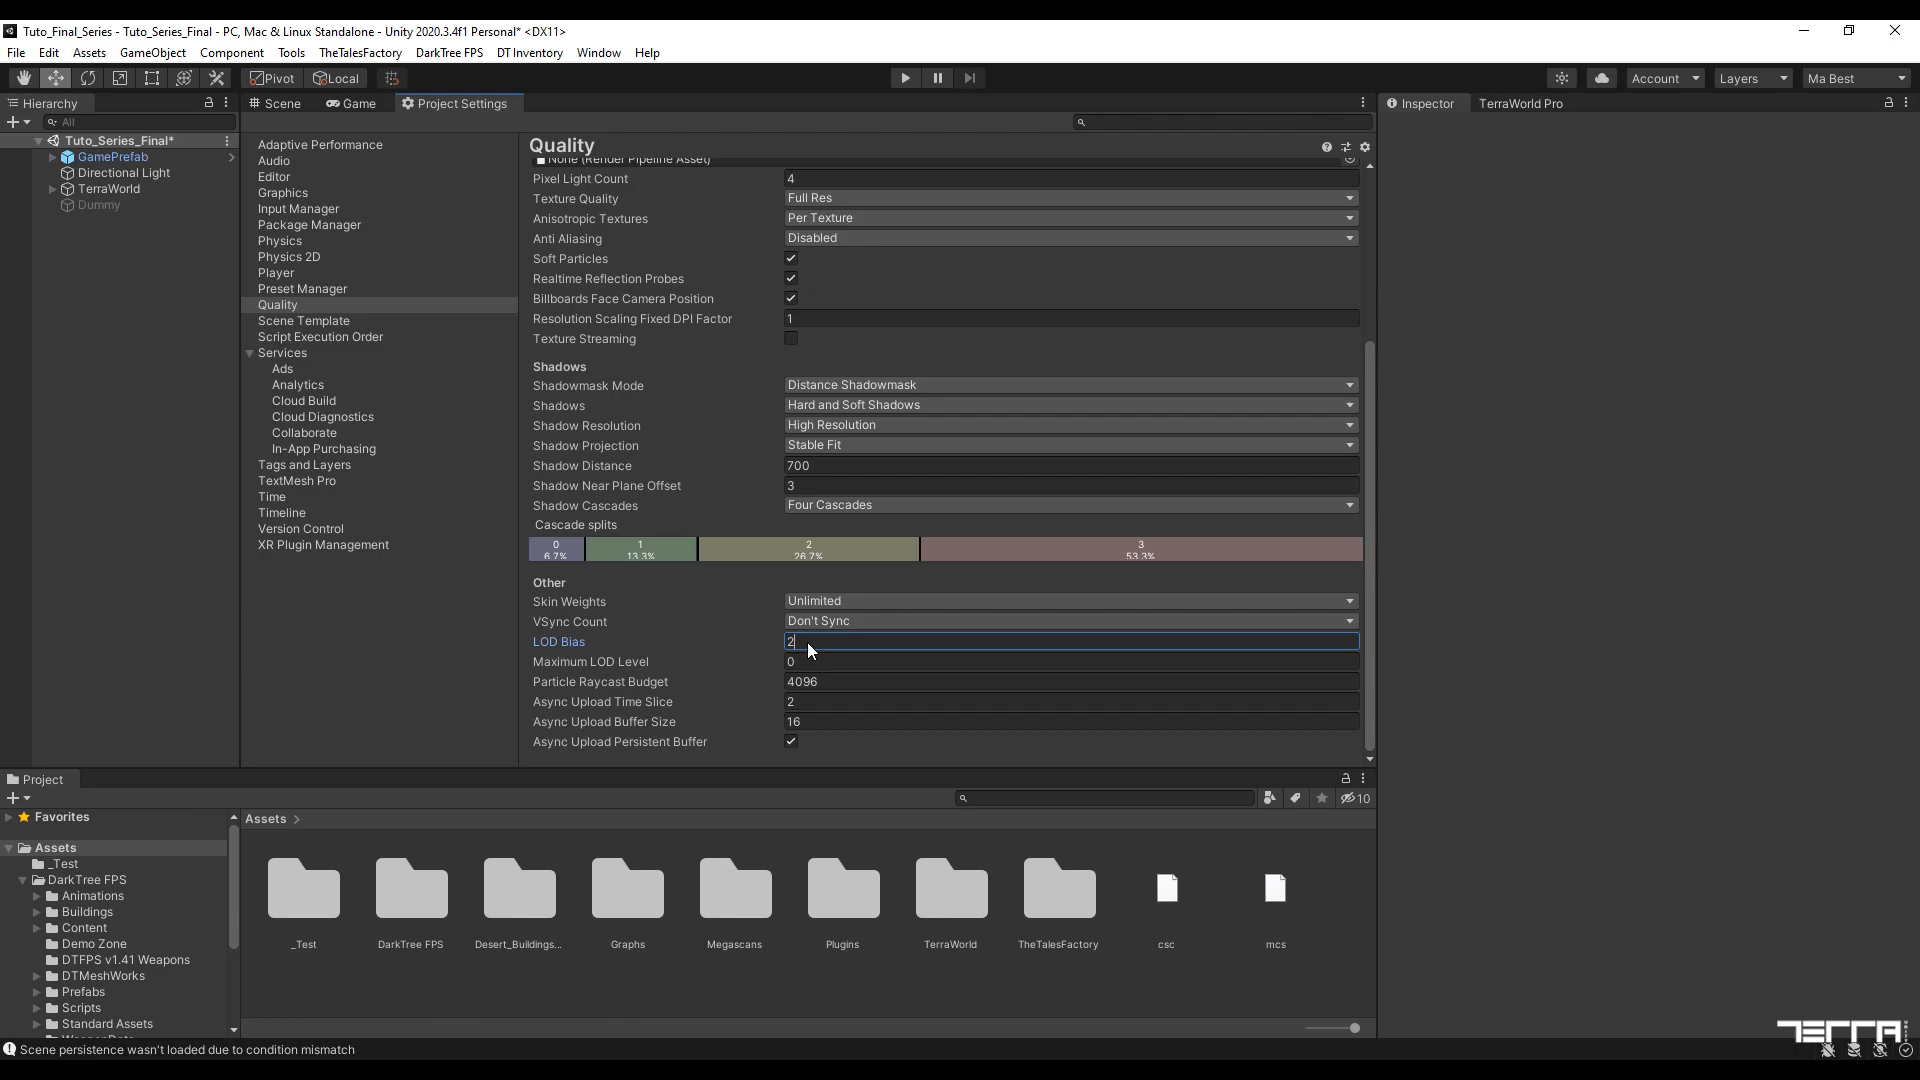 Tuto_Final_Series - Tuto_Series_Final - PC, Mac & Linux Standalone - Unity 2020.3.4f1 Personal* <DX11>
File Edit Assets GameObject Component Tools TheTalesFactory DarkTree FPS DT Inventory Window Help
Pivot Local Account Layers Ma Best
Hierarchy
All
Tuto_Series_Final*
GamePrefab
Directional Light
TerraWorld
Dummy
Scene Game Project Settings
Adaptive Performance
Audio
Editor
Graphics
Input Manager
Package Manager
Physics
Physics 2D
Player
Preset Manager
Quality
Scene Template
Script Execution Order
Services
Ads
Analytics
Cloud Build
Cloud Diagnostics
Collaborate
In-App Purchasing
Tags and Layers
TextMesh Pro
Time
Timeline
Version Control
XR Plugin Management
Quality
None (Render Pipeline Asset)
Pixel Light Count 4
Texture Quality Full Res
Anisotropic Textures Per Texture
Anti Aliasing Disabled
Soft Particles
Realtime Reflection Probes
Billboards Face Camera Position
Resolution Scaling Fixed DPI Factor 1
Texture Streaming
Shadows
Shadowmask Mode Distance Shadowmask
Shadows Hard and Soft Shadows
Shadow Resolution High Resolution
Shadow Projection Stable Fit
Shadow Distance 700
Shadow Near Plane Offset 3
Shadow Cascades Four Cascades
Cascade splits
0 1 2 3
6.7% 13.3% 26.7% 53.3%
Other
Skin Weights Unlimited
VSync Count Don't Sync
LOD Bias 2
Maximum LOD Level 0
Particle Raycast Budget 4096
Async Upload Time Slice 2
Async Upload Buffer Size 16
Async Upload Persistent Buffer
Inspector TerraWorld Pro
Project
10
Favorites
Assets
_Test
DarkTree FPS
Animations
Buildings
Content
Demo Zone
DTFPS v1.41 Weapons
DTMeshWorks
Prefabs
Scripts
Standard Assets
Assets
_Test DarkTree FPS Desert_Buildings... Graphs Megascans Plugins TerraWorld TheTalesFactory csc mcs
Scene persistence wasn't loaded due to condition mismatch
TERRA